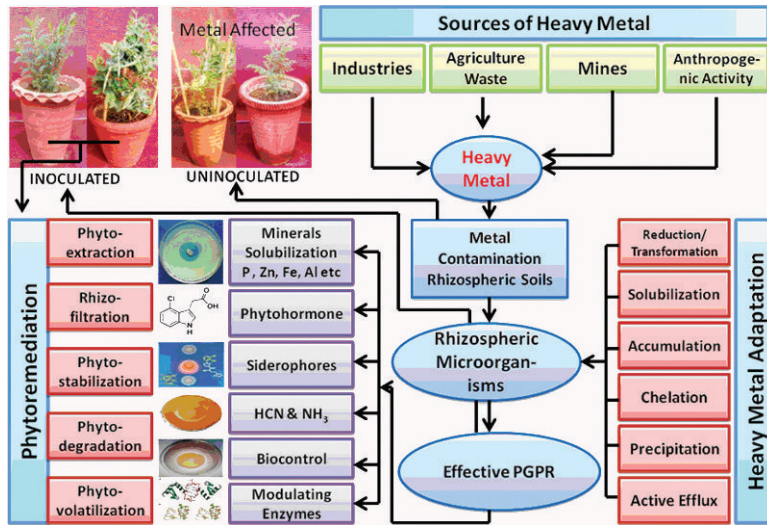 Metal Affected
INOCULATED
UNINOCULATED
Sources of Heavy Metal
Industries
Agriculture
Waste
Mines
Anthropoge-
nic Activity
Heavy
Metal
Metal
Contamination
Rhizospheric Soils
Rhizospheric
Microorgan-
isms
Effective PGPR
Phytoremediation
Phyto-
extraction
Rhizo-
filtration
Phyto-
stabilization
Phyto-
degradation
Phyto-
volatilization
Cl
O
OH
N
H
Minerals
Solubilization
P, Zn, Fe, Al etc
Phytohormone
Siderophores
HCN & NH₃
Biocontrol
Modulating
Enzymes
Reduction/
Transformation
Solubilization
Accumulation
Chelation
Precipitation
Active Efflux
Heavy Metal Adaptation